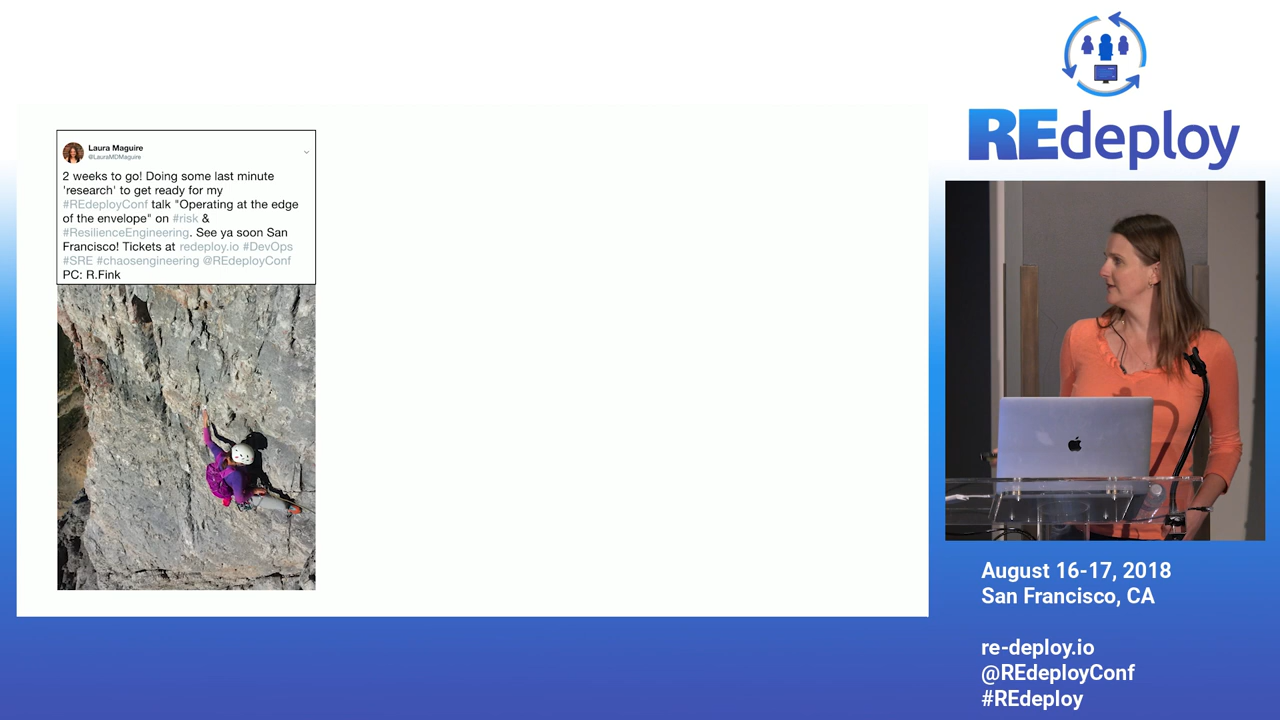 Laura Maguire
@LauraMDMaguire
2 weeks to go! Doing some last minute
'research' to get ready for my
#REdeployConf talk "Operating at the edge
of the envelope" on #risk &
#ResilienceEngineering. See ya soon San
Francisco! Tickets at redeploy.io #DevOps
#SRE #chaosengineering @REdeployConf
PC: R.Fink
REdeploy
August 16-17, 2018
San Francisco, CA
re-deploy.io
@REdeployConf
#REdeploy